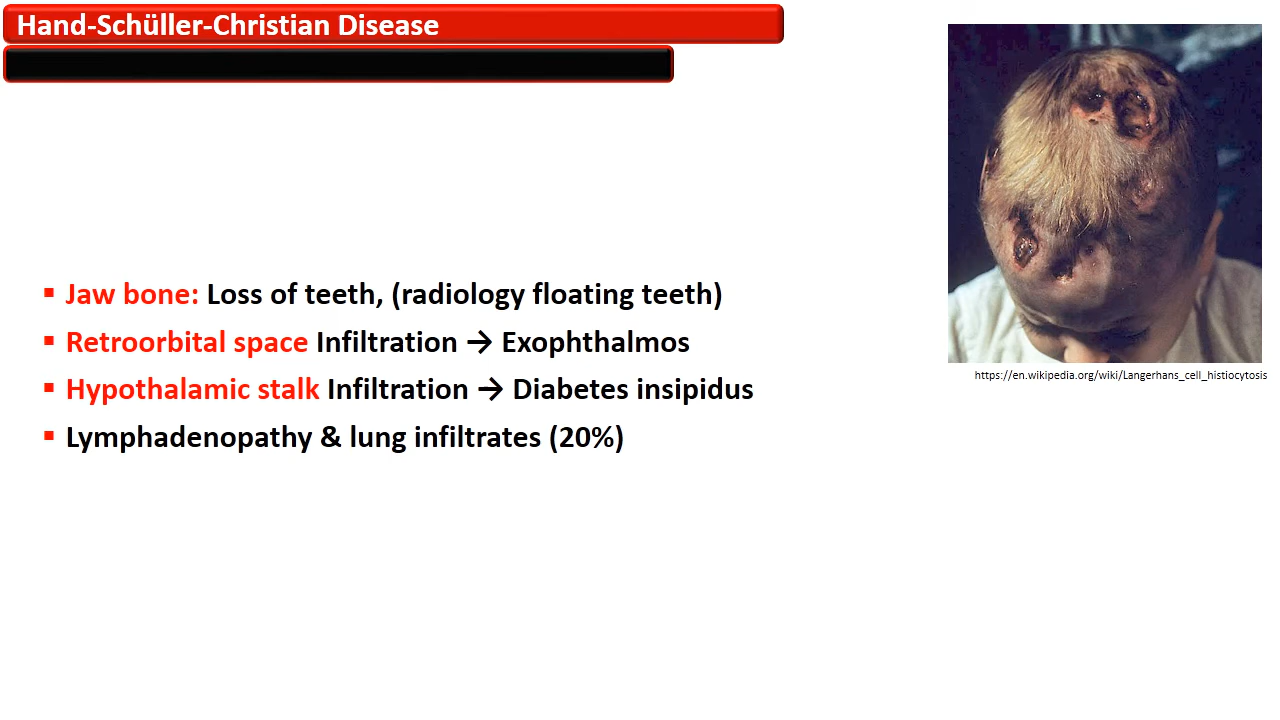 Hand-Schüller-Christian Disease
▪ Jaw bone: Loss of teeth, (radiology floating teeth)
▪ Retroorbital space Infiltration → Exophthalmos
▪ Hypothalamic stalk Infiltration → Diabetes insipidus
▪ Lymphadenopathy & lung infiltrates (20%)
https://en.wikipedia.org/wiki/Langerhans_cell_histiocytosis